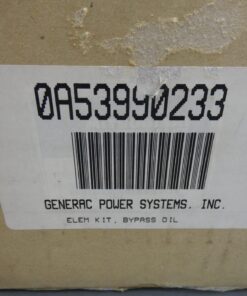 0A53990233
GENERAC POWER SYSTEMS, INC.
ELEM KIT, BYPASS OIL